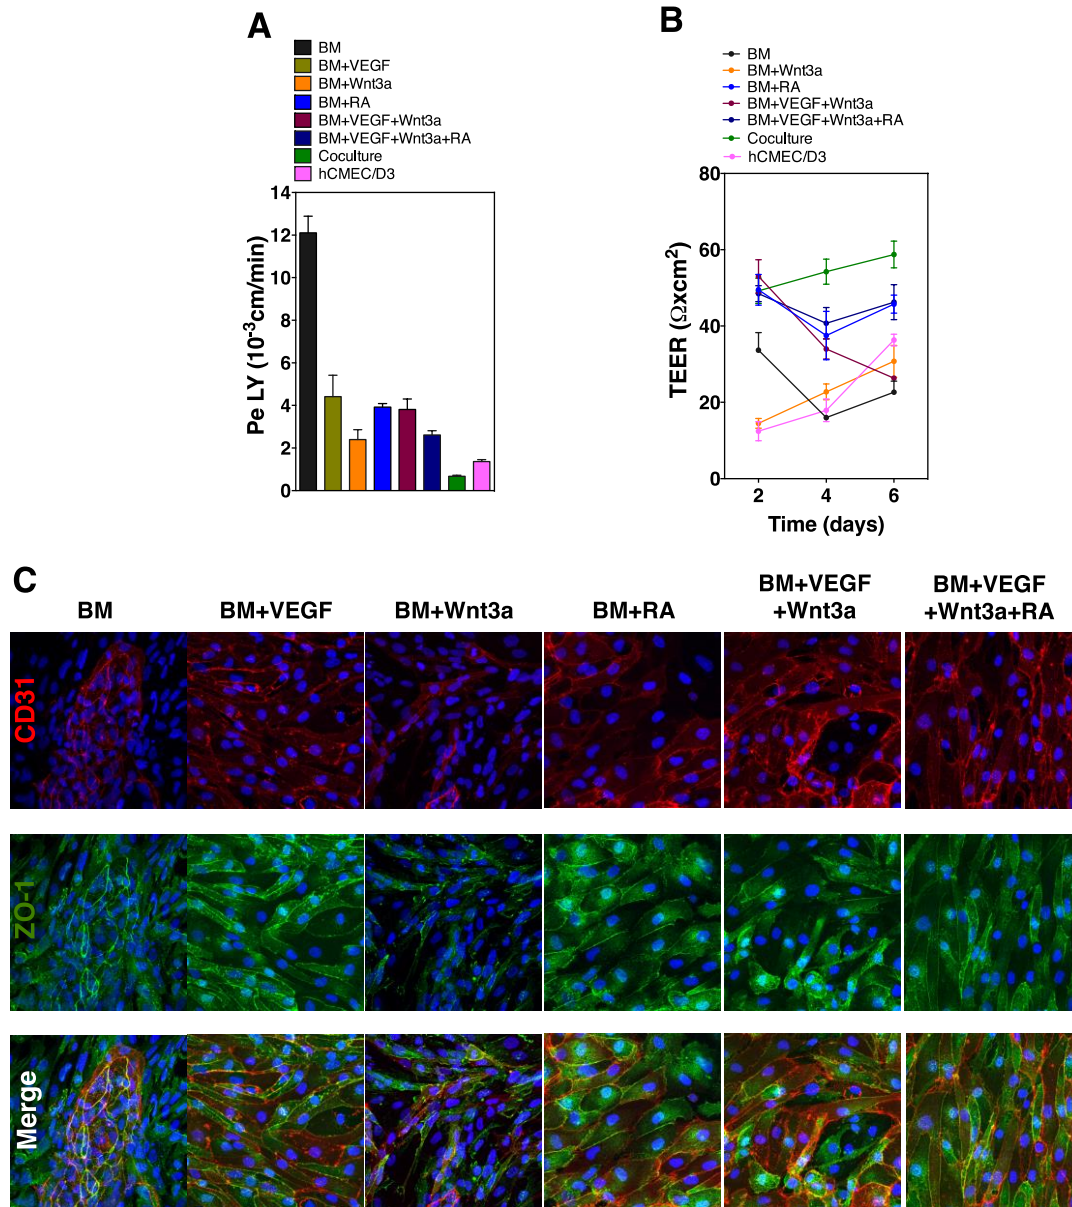 A
BM
BM+VEGF
BM+Wnt3a
BM+RA
BM+VEGF+Wnt3a
BM+VEGF+Wnt3a+RA
Coculture
hCMEC/D3
14
12
10
8
6
4
2
0
Pe LY (10⁻³cm/min)
B
BM
BM+Wnt3a
BM+RA
BM+VEGF+Wnt3a
BM+VEGF+Wnt3a+RA
Coculture
hCMEC/D3
80
60
40
20
0
TEER (Ωxcm²)
2 4 6
Time (days)
C
BM
BM+VEGF
BM+Wnt3a
BM+RA
BM+VEGF
+Wnt3a
BM+VEGF
+Wnt3a+RA
CD31
ZO-1
Merge